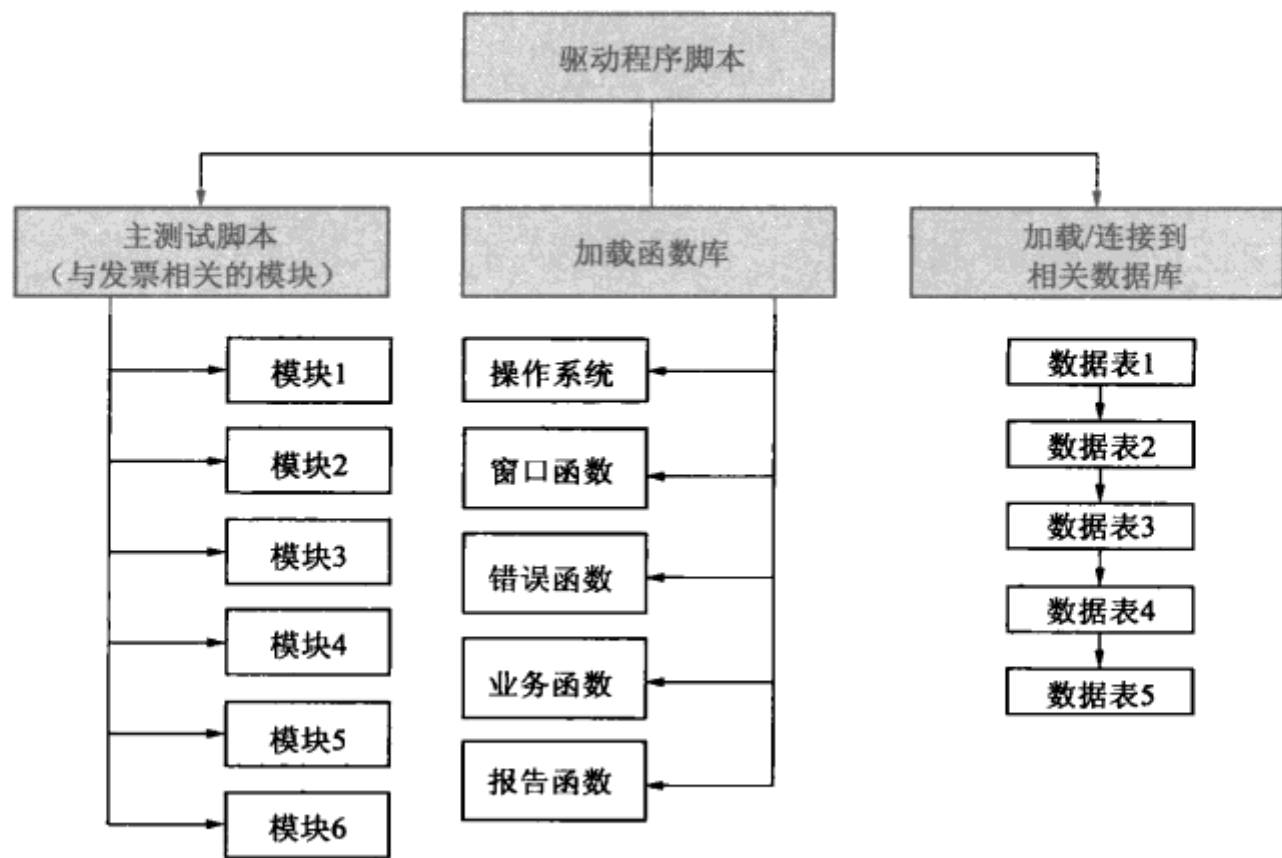 驱动程序脚本
主测试脚本
（与发票相关的模块）
加载函数库
加载/连接到
相关数据库
模块1
模块2
模块3
模块4
模块5
模块6
操作系统
窗口函数
错误函数
业务函数
报告函数
数据表1
数据表2
数据表3
数据表4
数据表5